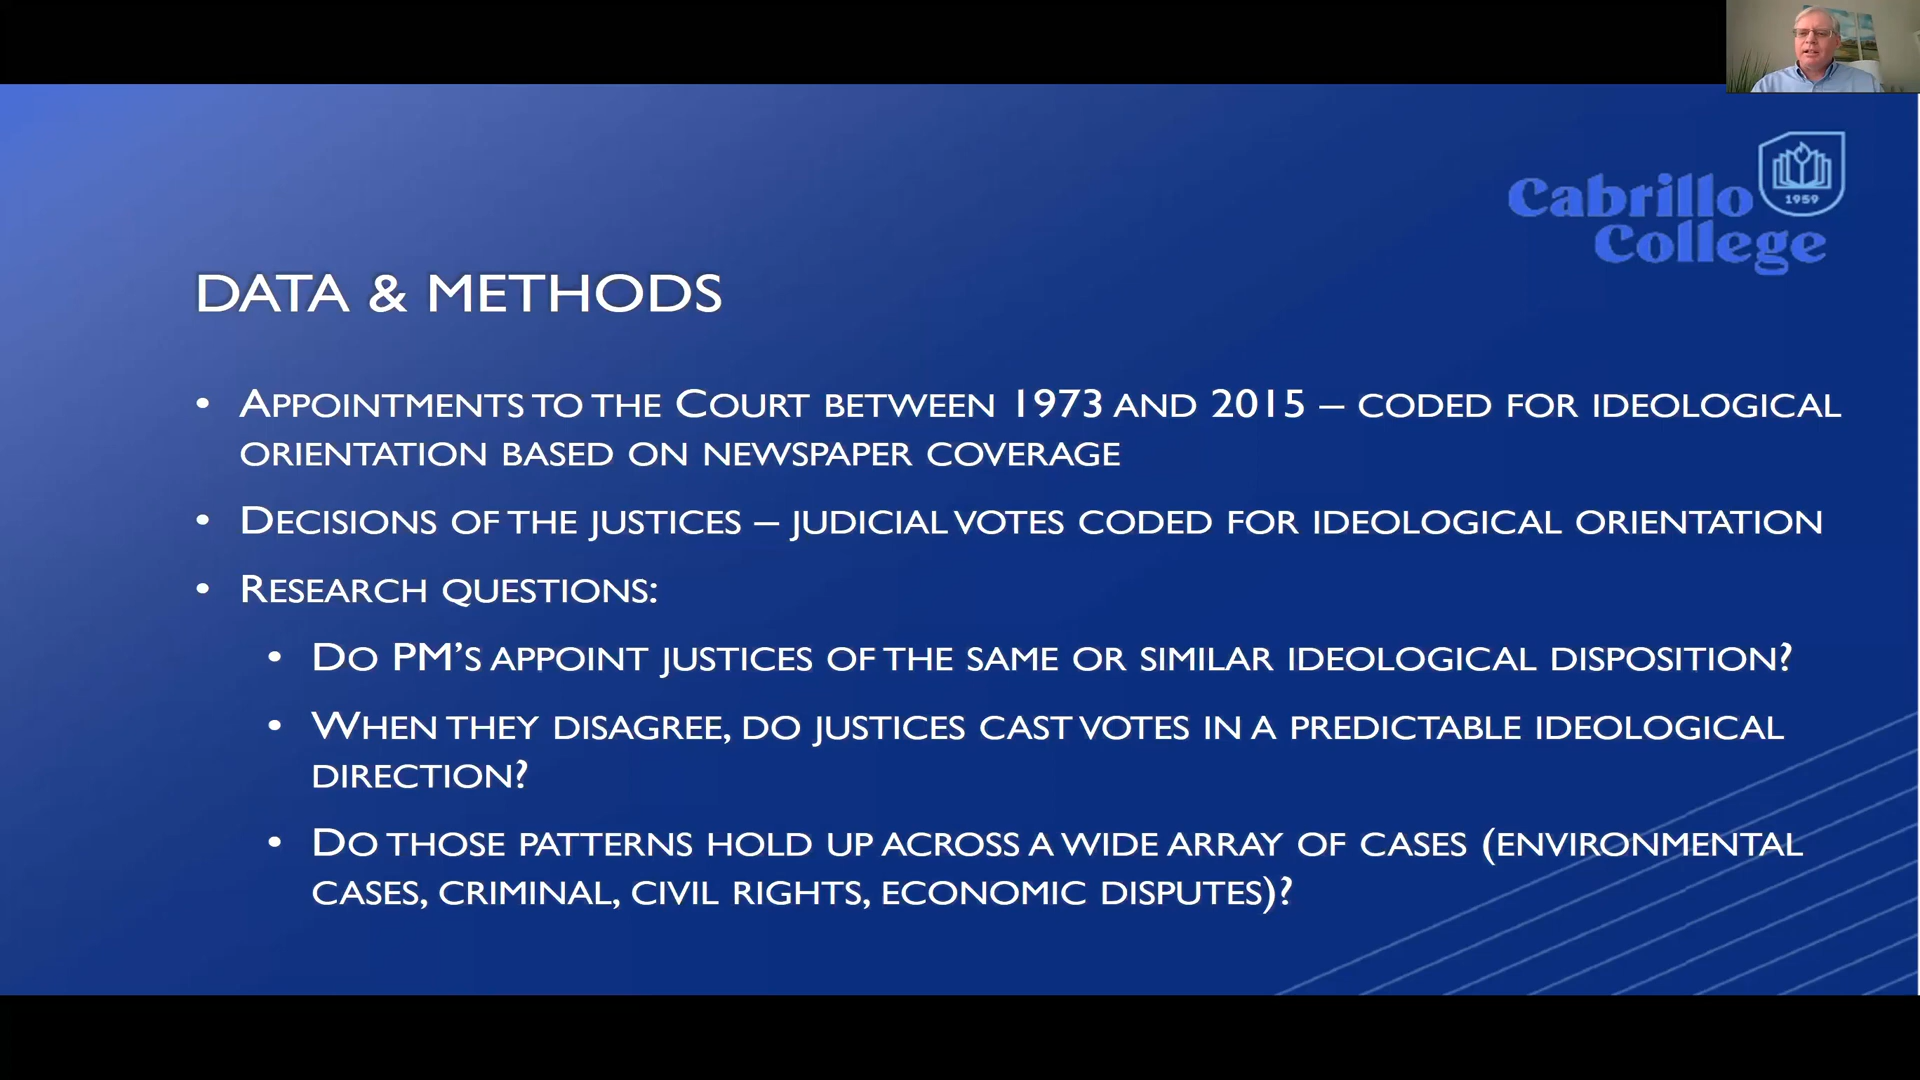 Cabrillo
College
1959
DATA & METHODS
• APPOINTMENTS TO THE COURT BETWEEN 1973 AND 2015 – CODED FOR IDEOLOGICAL
ORIENTATION BASED ON NEWSPAPER COVERAGE
• DECISIONS OF THE JUSTICES – JUDICIAL VOTES CODED FOR IDEOLOGICAL ORIENTATION
• RESEARCH QUESTIONS:
• DO PM'S APPOINT JUSTICES OF THE SAME OR SIMILAR IDEOLOGICAL DISPOSITION?
• WHEN THEY DISAGREE, DO JUSTICES CAST VOTES IN A PREDICTABLE IDEOLOGICAL
DIRECTION?
• DO THOSE PATTERNS HOLD UP ACROSS A WIDE ARRAY OF CASES (ENVIRONMENTAL
CASES, CRIMINAL, CIVIL RIGHTS, ECONOMIC DISPUTES)?